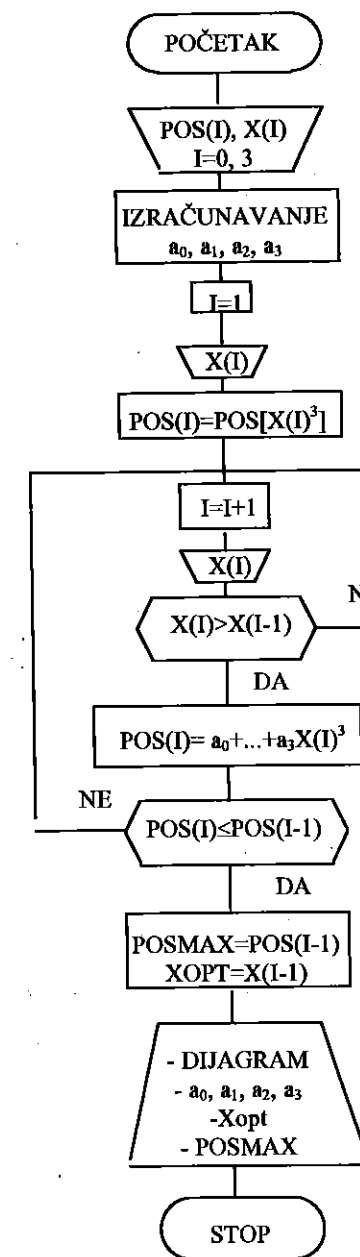 POČETAK
POS(I), X(I)
I=0, 3
IZRAČUNAVANJE
a₀, a₁, a₂, a₃
I=1
X(I)
POS(I)=POS[X(I)³]
I=I+1
X(I)
X(I)>X(I-1)
N
DA
POS(I)= a₀+...+a₃X(I)³
NE
POS(I)≤POS(I-1)
DA
POSMAX=POS(I-1)
XOPT=X(I-1)
- DIJAGRAM
- a₀, a₁, a₂, a₃
-Xopt
- POSMAX
STOP